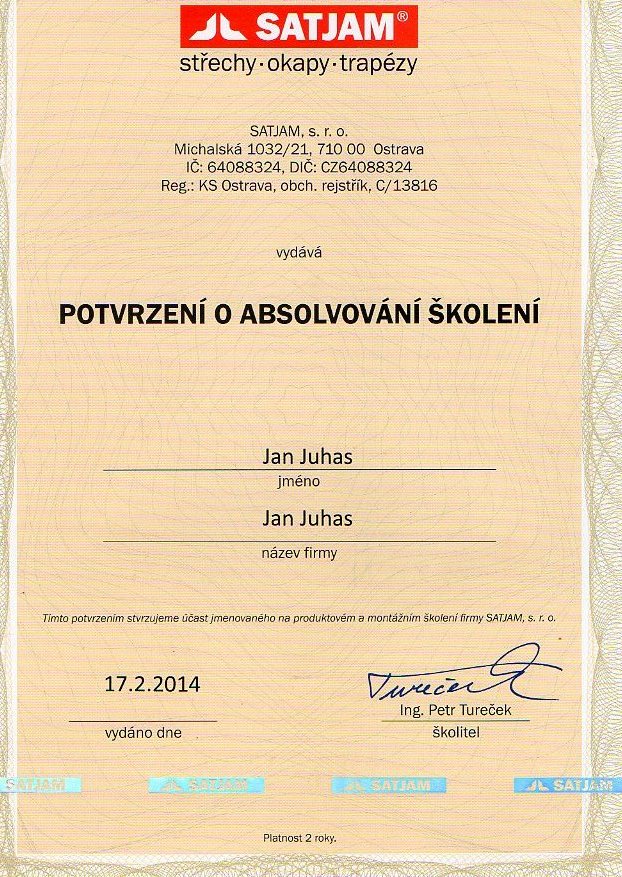 SATJAM®
střechy·okapy·trapézy
SATJAM, s. r. o.
Michalská 1032/21, 710 00 Ostrava
IČ: 64088324, DIČ: CZ64088324
Reg.: KS Ostrava, obch. rejstřík, C/13816
vydává
POTVRZENÍ O ABSOLVOVÁNÍ ŠKOLENÍ
Jan Juhas
jméno
Jan Juhas
název firmy
Tímto potvrzením stvrzujeme účast jmenovaného na produktovém a montážním školení firmy SATJAM, s. r. o.
17.2.2014
Tureček
Ing. Petr Tureček
vydáno dne
školitel
SATJAM SATJAM SATJAM SATJAM
Platnost 2 roky.